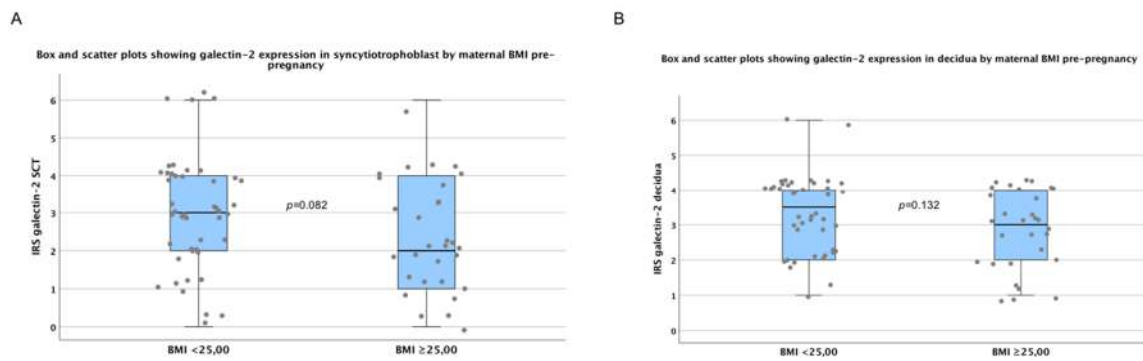 A
Box and scatter plots showing galectin-2 expression in syncytiotrophoblast by maternal BMI pre-
pregnancy
IRS galectin-2 SCT
6
5
4
3
2
1
0
p=0.082
BMI <25,00
BMI ≥25,00
B
Box and scatter plots showing galectin-2 expression in decidua by maternal BMI pre-pregnancy
IRS galectin-2 decidua
6
5
4
3
2
1
0
p=0.132
BMI <25,00
BMI ≥25,00